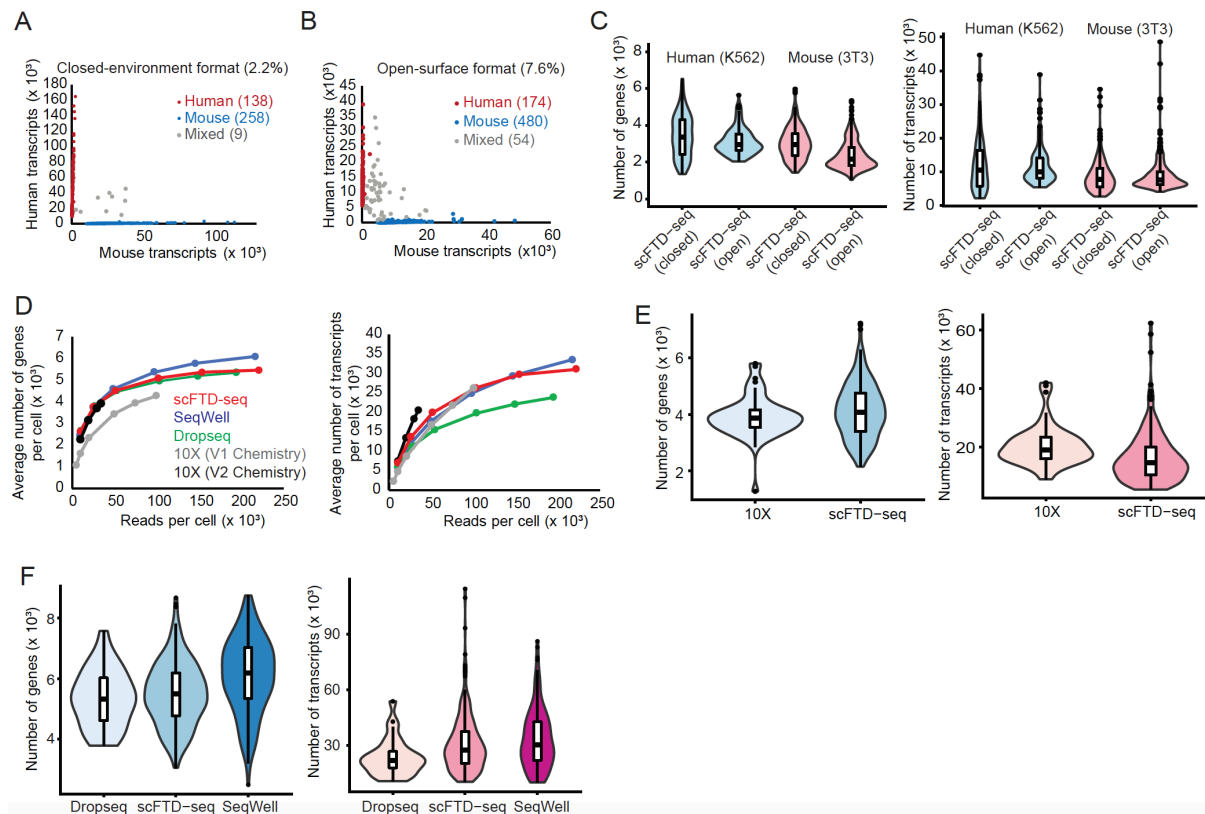 A
Closed-environment format (2.2%)
Human transcripts (x 10³)
180
160
140
120
100
80
60
40
20
0
Human (138)
Mouse (258)
Mixed (9)
0
50
100
Mouse transcripts (x 10³)
B
Open-surface format (7.6%)
Human transcripts (x10³)
45
40
35
30
25
20
15
10
5
0
Human (174)
Mouse (480)
Mixed (54)
0
20
40
60
Mouse transcripts (x10³)
C
Number of genes (x 10³)
8
6
4
2
0
Human (K562)
Mouse (3T3)
scFTD-seq (closed)
scFTD-seq (open)
scFTD-seq (closed)
scFTD-seq (open)
Number of transcripts (x 10³)
50
40
30
20
10
0
Human (K562)
Mouse (3T3)
scFTD-seq (closed)
scFTD-seq (open)
scFTD-seq (closed)
scFTD-seq (open)
D
Average number of genes per cell (x 10³)
7
6
5
4
3
2
1
0
scFTD-seq
SeqWell
Dropseq
10X (V1 Chemistry)
10X (V2 Chemistry)
0
50
100
150
200
250
Reads per cell (x 10³)
Average number of transcripts per cell (x 10³)
40
35
30
25
20
15
10
5
0
0
50
100
150
200
250
Reads per cell (x 10³)
E
Number of genes (x 10³)
6
4
2
10X
scFTD-seq
Number of transcripts (x 10³)
60
40
20
10X
scFTD-seq
F
Number of genes (x 10³)
8
6
4
Dropseq
scFTD-seq
SeqWell
Number of transcripts (x 10³)
90
60
30
Dropseq
scFTD-seq
SeqWell